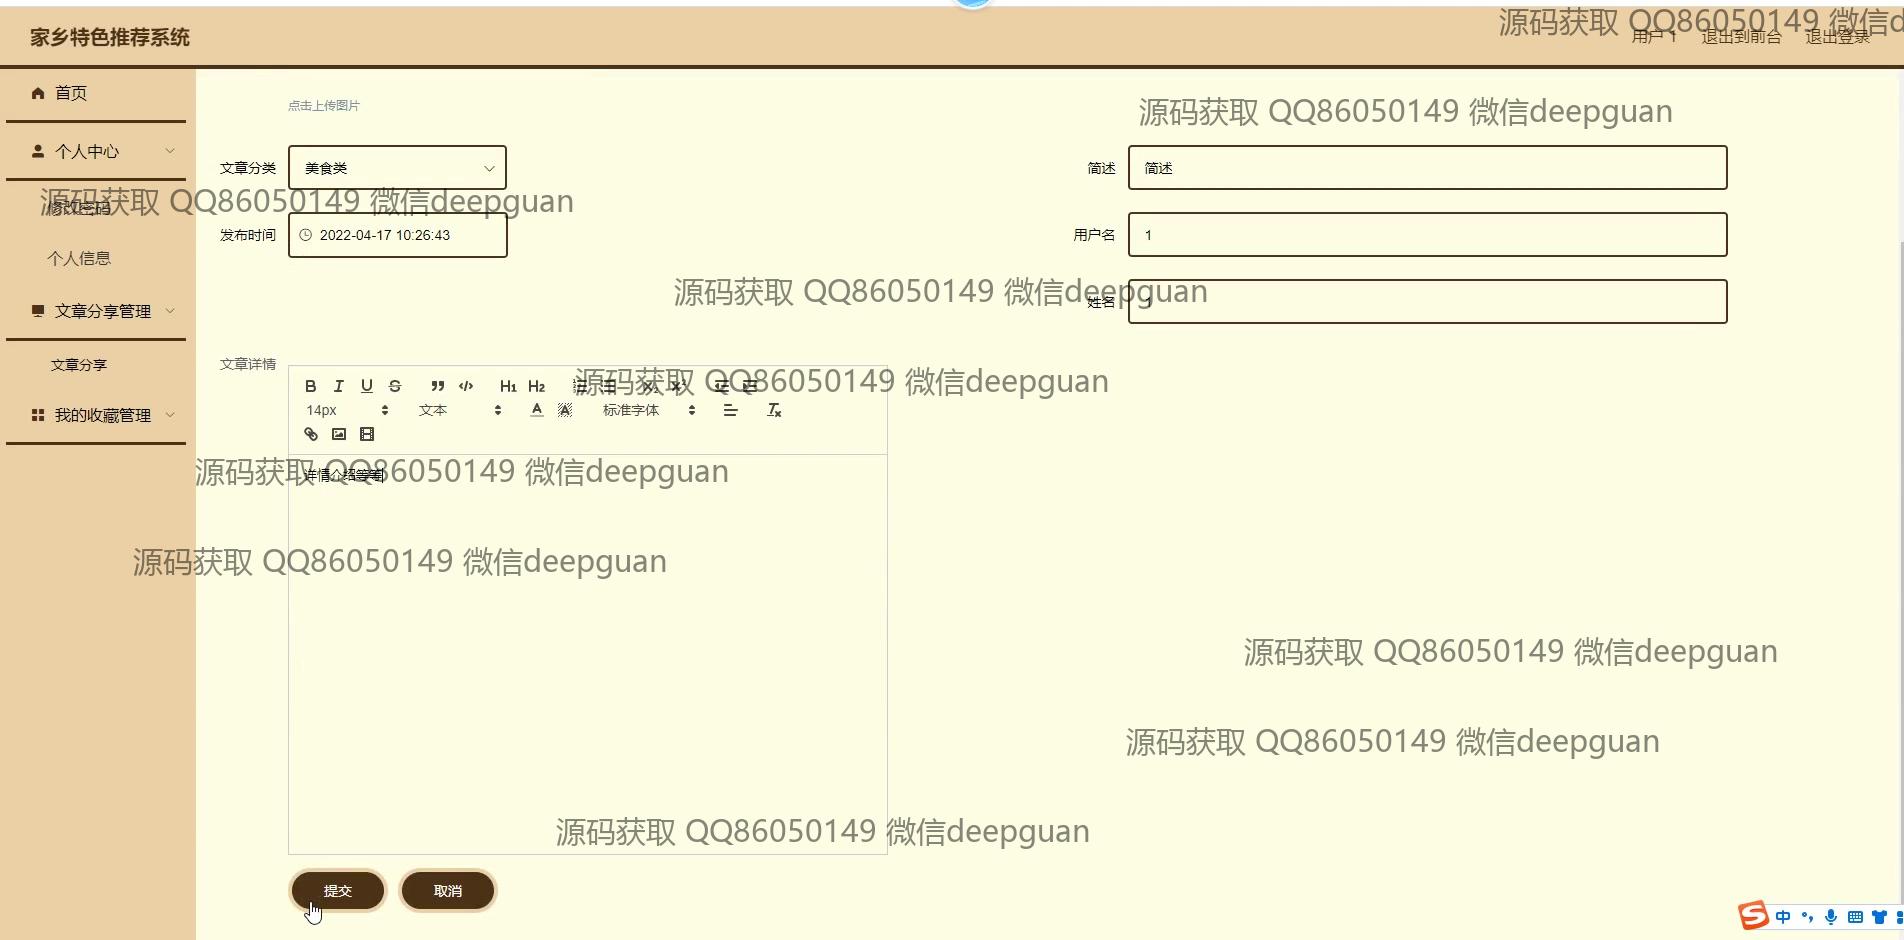 源码获取 QQ86050149 微信d
家乡特色推荐系统
用户 1 退出到前台 退出登录
首页
点击上传图片
源码获取 QQ86050149 微信deepguan
个人中心
文章分类 美食类
简述 简述
源码获取 QQ86050149 微信deepguan
修改密码
发布时间 2022-04-17 10:26:43
用户名 1
个人信息
源码获取 QQ86050149 微信deepguan
姓名 1
文章分享管理
文章分享
文章详情
B I U S H1 H2
源码获取 QQ86050149 微信deepguan
14px 文本 A A 标准字体 Tx
我的收藏管理
源码获取 QQ86050149 微信deepguan
详情介绍等等
源码获取 QQ86050149 微信deepguan
源码获取 QQ86050149 微信deepguan
源码获取 QQ86050149 微信deepguan
源码获取 QQ86050149 微信deepguan
提交 取消
S 中